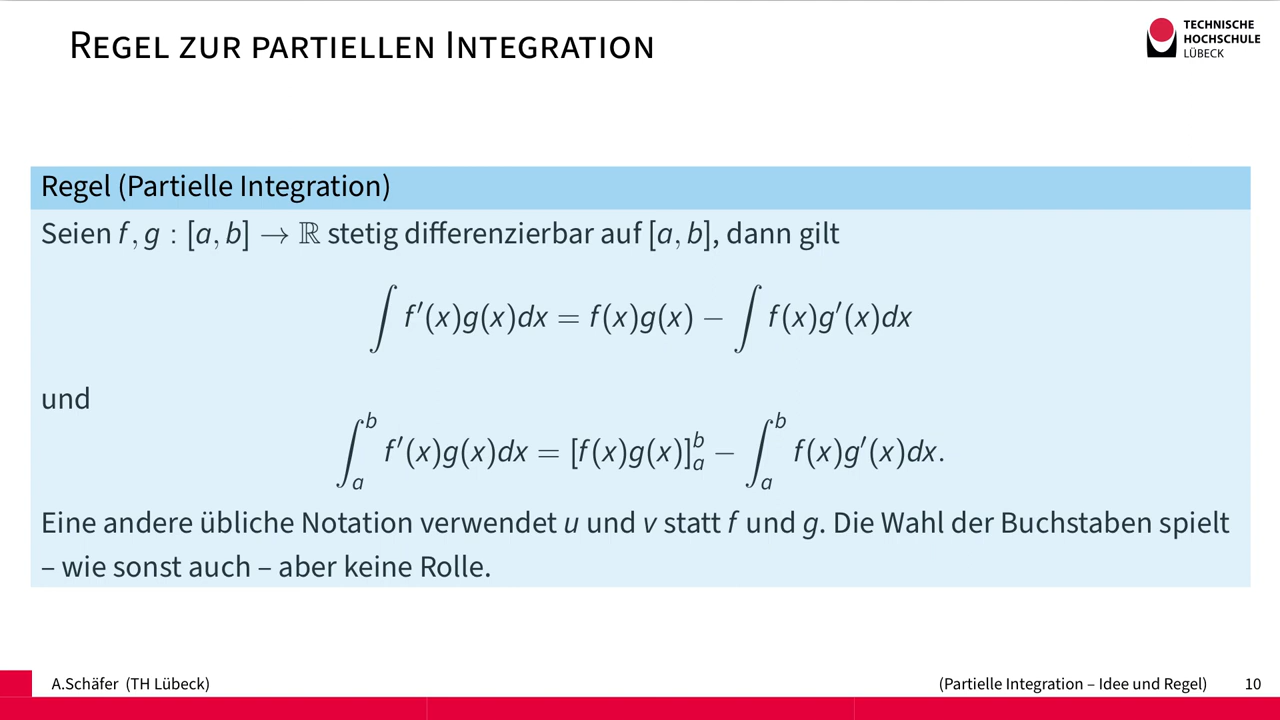 REGEL ZUR PARTIELLEN INTEGRATION
TECHNISCHE
HOCHSCHULE
LÜBECK
Regel (Partielle Integration)
Seien f, g : [a, b] → ℝ stetig differenzierbar auf [a, b], dann gilt
∫ f′(x)g(x)dx = f(x)g(x) − ∫ f(x)g′(x)dx
und
∫_a^b f′(x)g(x)dx = [f(x)g(x)]_a^b − ∫_a^b f(x)g′(x)dx.
Eine andere übliche Notation verwendet u und v statt f und g. Die Wahl der Buchstaben spielt
– wie sonst auch – aber keine Rolle.
A.Schäfer (TH Lübeck) (Partielle Integration – Idee und Regel) 10